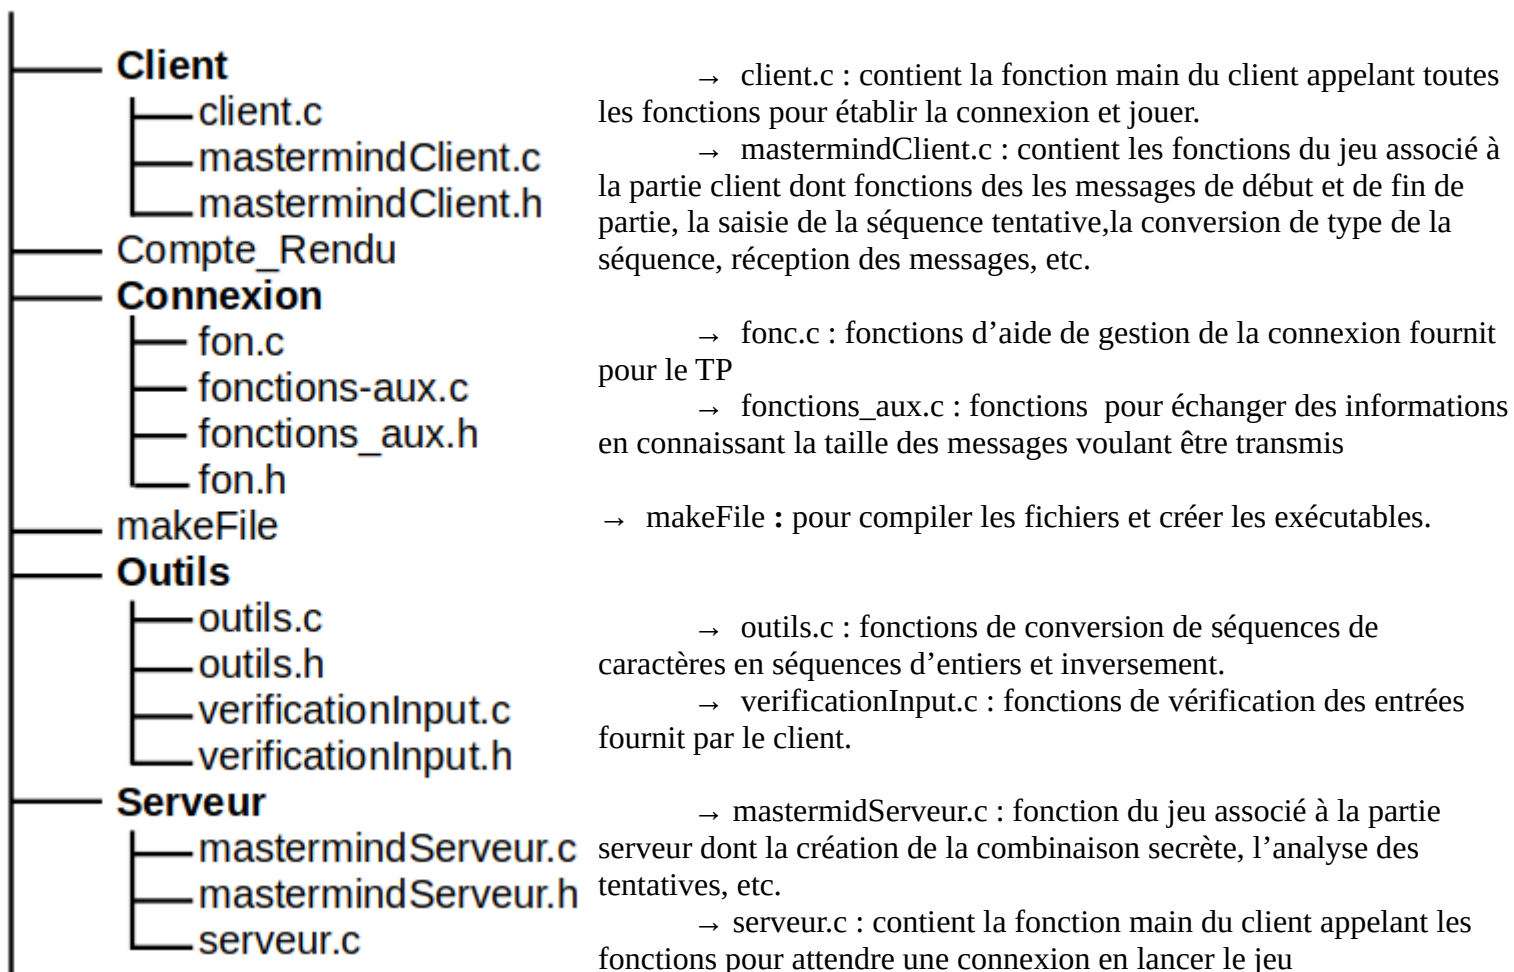 Client
client.c
mastermindClient.c
mastermindClient.h
Compte_Rendu
Connexion
fon.c
fonctions-aux.c
fonctions_aux.h
fon.h
makeFile
Outils
outils.c
outils.h
verificationInput.c
verificationInput.h
Serveur
mastermindServeur.c
mastermindServeur.h
serveur.c
→ client.c : contient la fonction main du client appelant toutes
les fonctions pour établir la connexion et jouer.
→ mastermindClient.c : contient les fonctions du jeu associé à
la partie client dont fonctions des les messages de début et de fin de
partie, la saisie de la séquence tentative,la conversion de type de la
séquence, réception des messages, etc.
→ fonc.c : fonctions d’aide de gestion de la connexion fournit
pour le TP
→ fonctions_aux.c : fonctions pour échanger des informations
en connaissant la taille des messages voulant être transmis
→ makeFile : pour compiler les fichiers et créer les exécutables.
→ outils.c : fonctions de conversion de séquences de
caractères en séquences d’entiers et inversement.
→ verificationInput.c : fonctions de vérification des entrées
fournit par le client.
→ mastermidServeur.c : fonction du jeu associé à la partie
serveur dont la création de la combinaison secrète, l’analyse des
tentatives, etc.
→ serveur.c : contient la fonction main du client appelant les
fonctions pour attendre une connexion en lancer le jeu